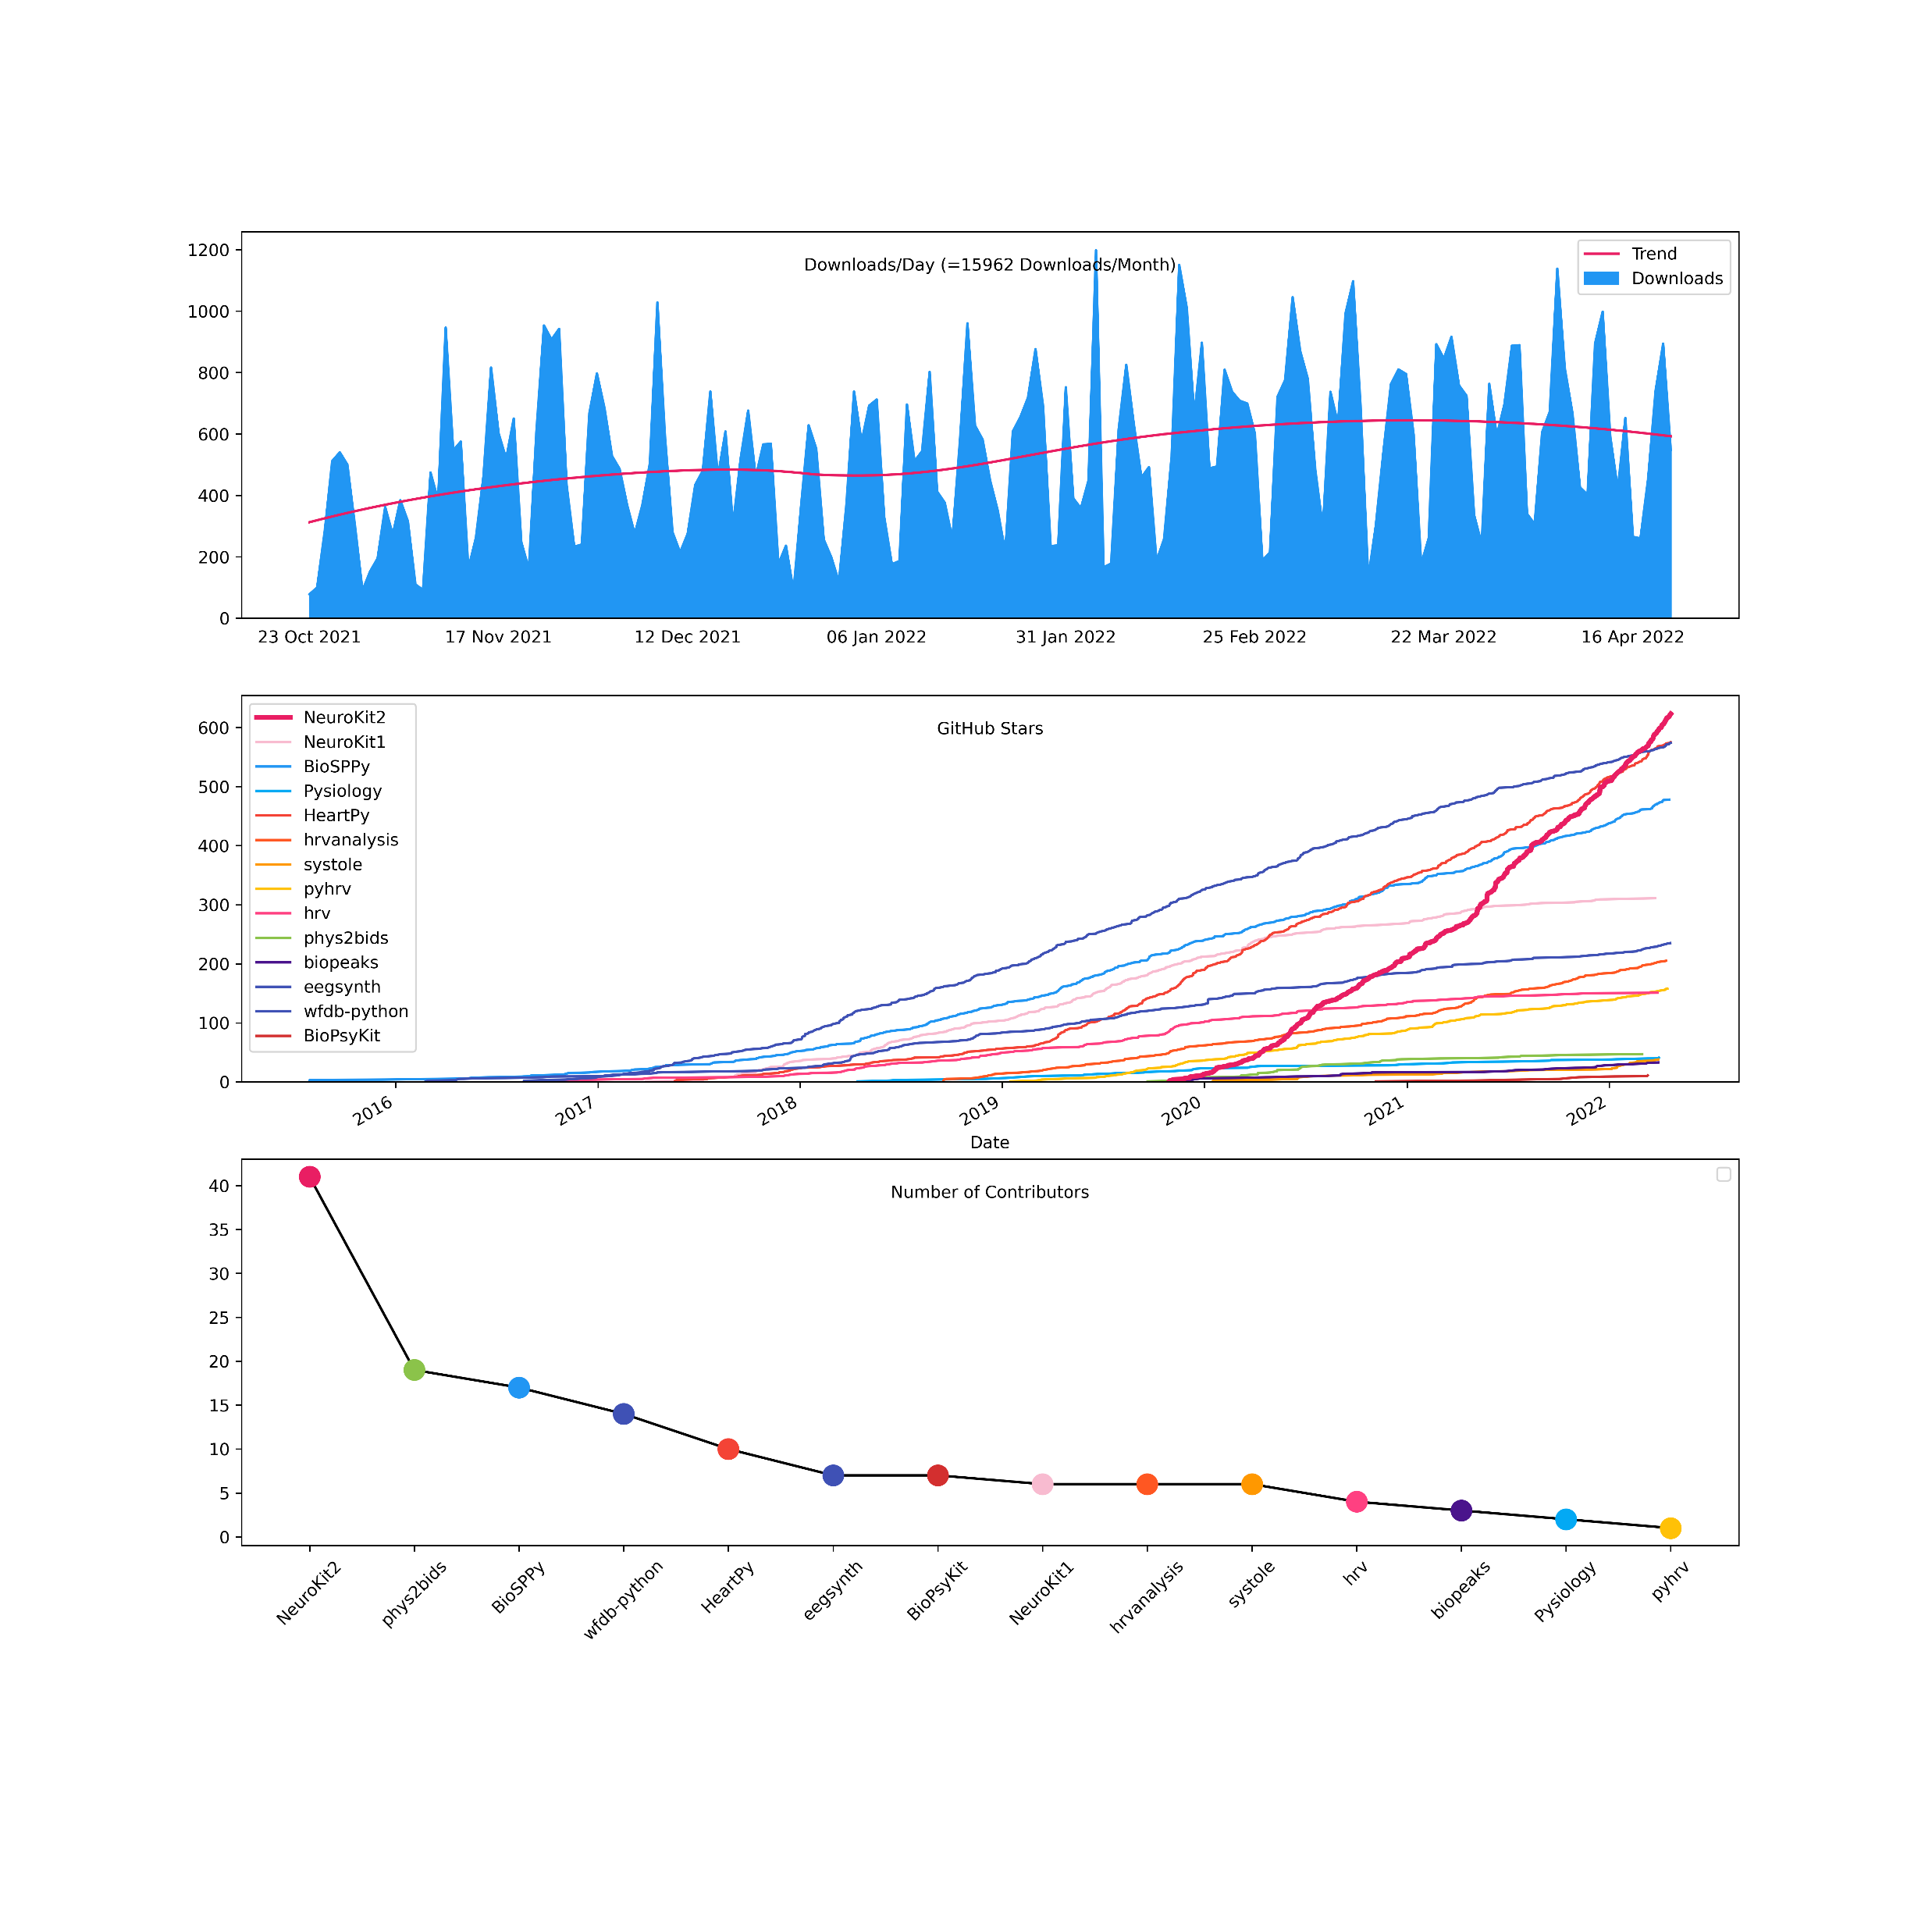 Downloads/Day (=15962 Downloads/Month)
Trend
Downloads
1200
1000
800
600
400
200
0
23 Oct 2021 17 Nov 2021 12 Dec 2021 06 Jan 2022 31 Jan 2022 25 Feb 2022 22 Mar 2022 16 Apr 2022
GitHub Stars
NeuroKit2
NeuroKit1
BioSPPy
Pysiology
HeartPy
hrvanalysis
systole
pyhrv
hrv
phys2bids
biopeaks
eegsynth
wfdb-python
BioPsyKit
600
500
400
300
200
100
0
2016 2017 2018 2019 2020 2021 2022
Date
Number of Contributors
40
35
30
25
20
15
10
5
0
NeuroKit2 phys2bids BioSPPy wfdb-python HeartPy eegsynth BioPsyKit NeuroKit1 hrvanalysis systole hrv biopeaks Pysiology pyhrv